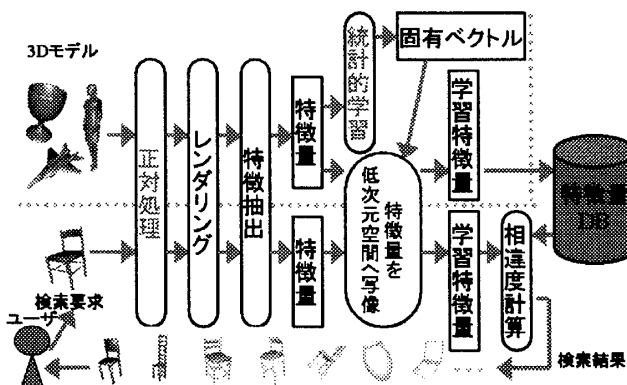 3Dモデル
正対処理
レンダリング
特徴抽出
特徴量
統計的学習
固有ベクトル
特徴量を
低次元空間へ写像
学習特徴量
特徴量
DB
特徴量
学習特徴量
相違度計算
検索要求
ユーザ
検索結果